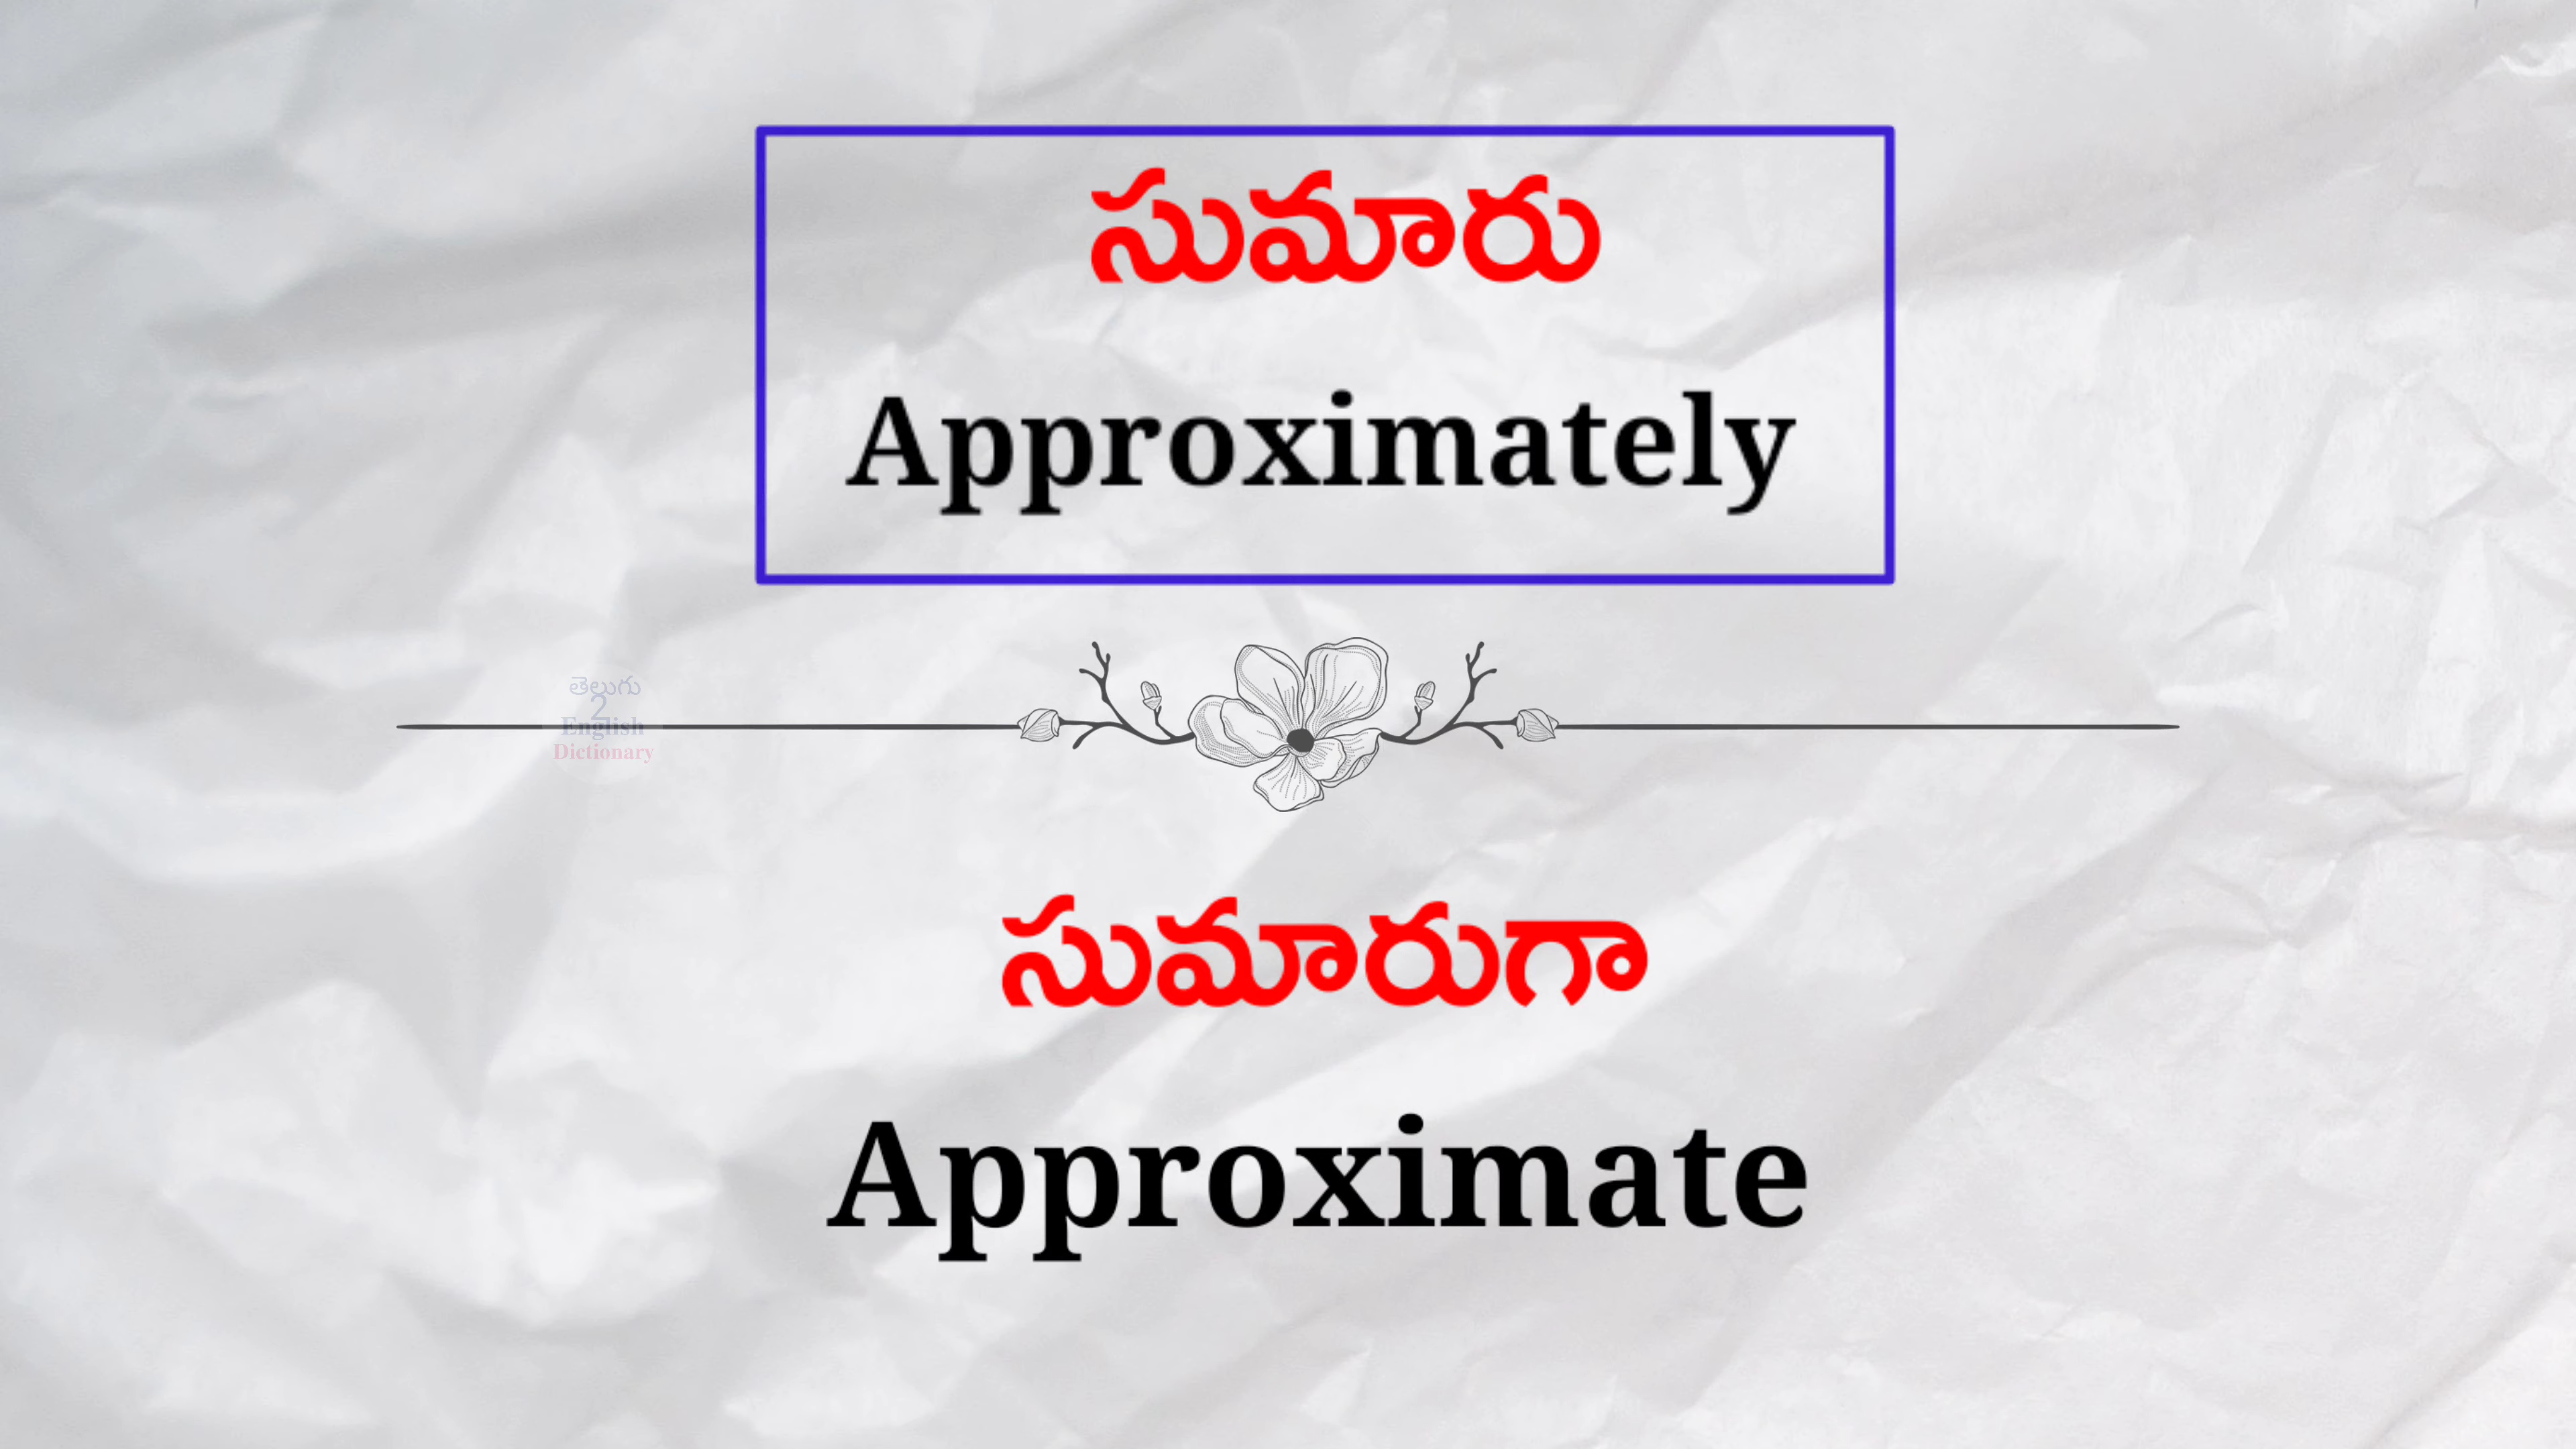 సుమారు
Approximately
తెలుగు
2
English
Dictionary
సుమారుగా
Approximate